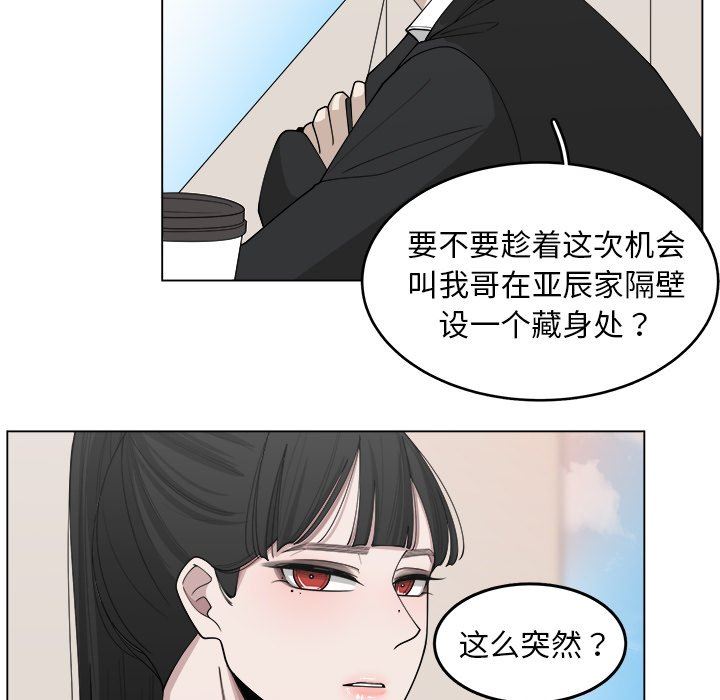 要不要趁着这次机会
叫我哥在亚辰家隔壁
设一个藏身处？
这么突然？